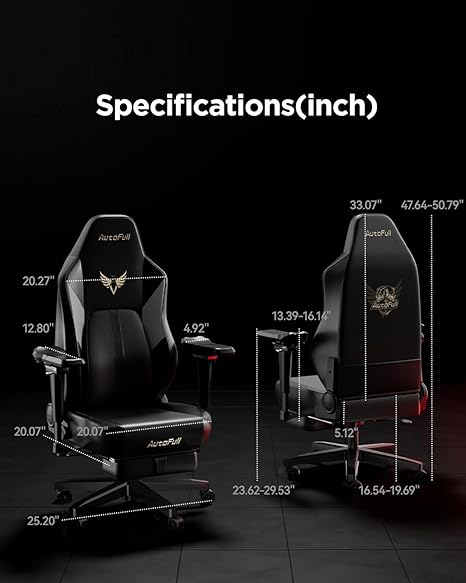 Specifications(inch)
33.07"
47.64-50.79"
AutoFull
AutoFull
20.27"
AutoFull
13.39-16.14"
12.80"
4.92"
20.07"
20.07"
5.12"
AutoFull
23.62-29.53"
16.54-19.69"
25.20"